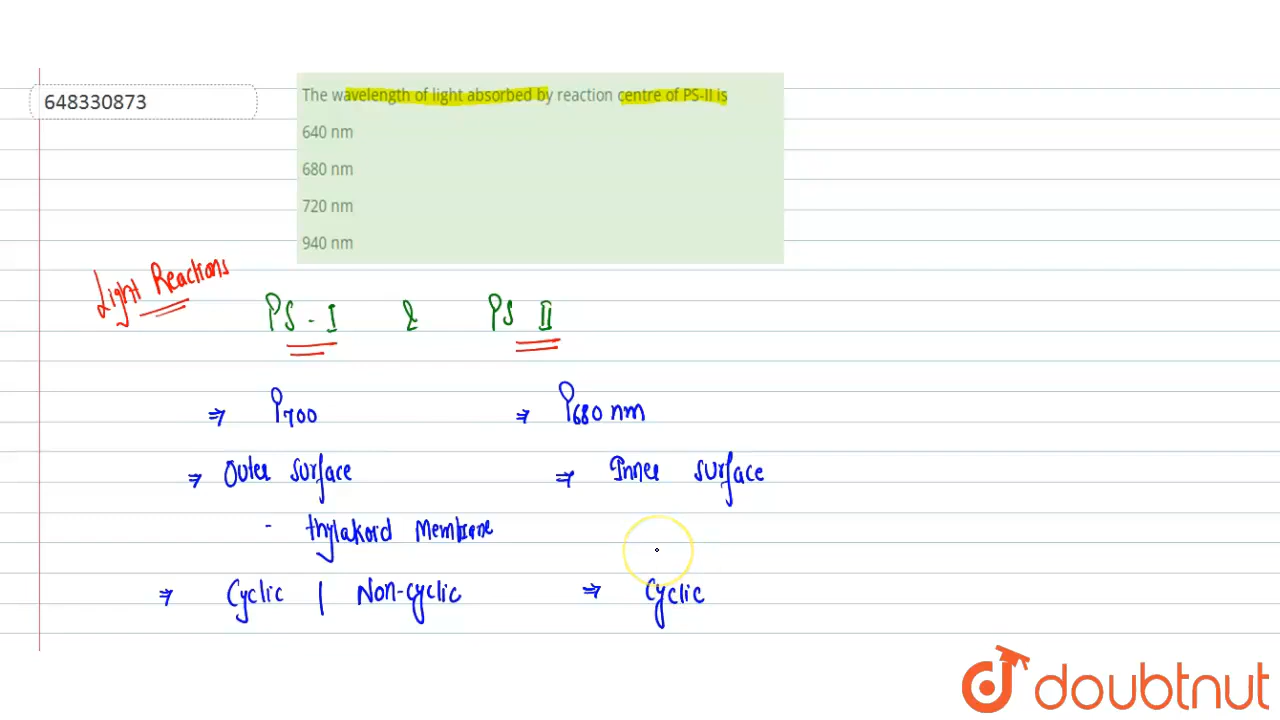 648330873
The wavelength of light absorbed by reaction centre of PS-II is
640 nm
680 nm
720 nm
940 nm
Light Reactions
PS - I & PS II
⇒ P700 ⇒ P680 nm
⇒ Outer surface ⇒ Inner surface
- thylakoid Membrane
⇒ Cyclic | Non-cyclic ⇒ Cyclic
doubtnut